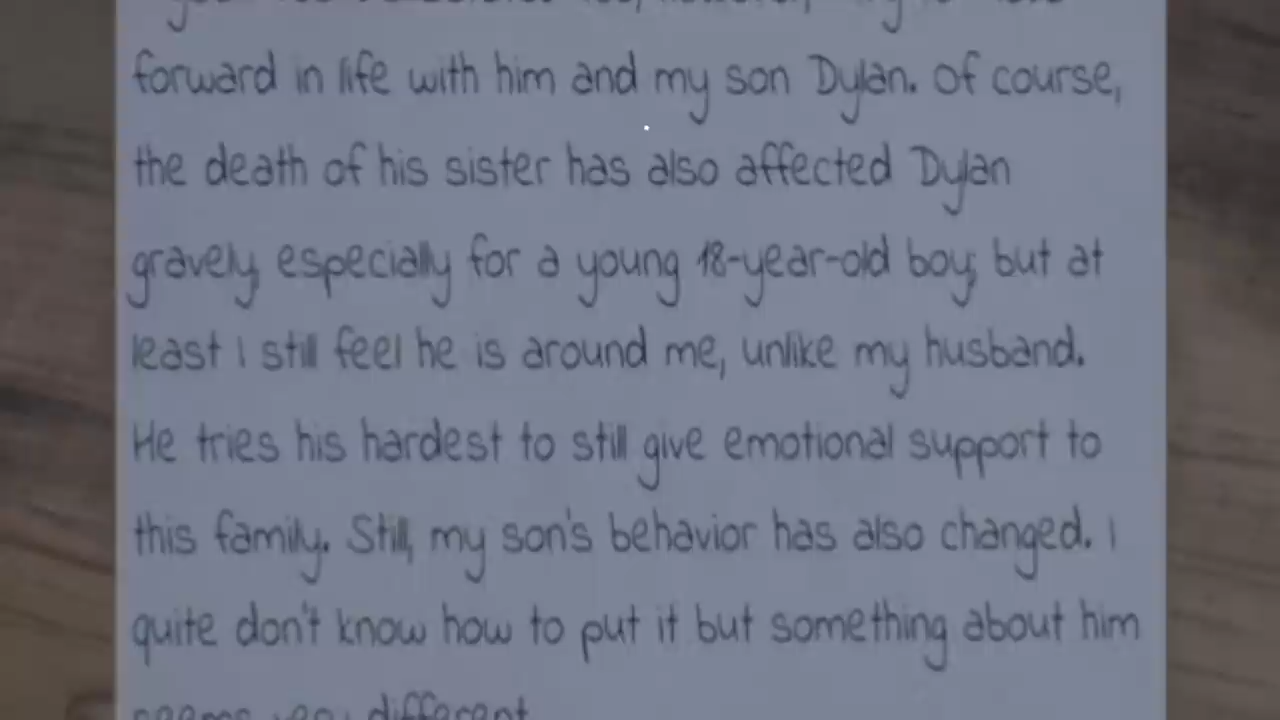 forward in life with him and my son Dylan. Of course,
the death of his sister has also affected Dylan
gravely, especially for a young 18-year-old boy, but at
least I still feel he is around me, unlike my husband.
He tries his hardest to still give emotional support to
this family. Still, my son's behavior has also changed. I
quite don't know how to put it but something about him
seems very different